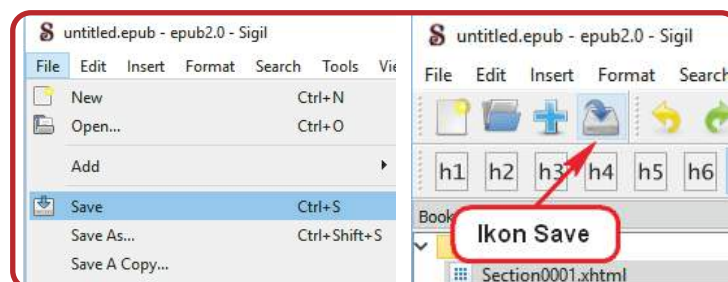 untitled.epub - epub2.0 - Sigil
File Edit Insert Format Search Tools
New Ctrl+N
Open... Ctrl+O
Add
Save Ctrl+S
Save As... Ctrl+Shift+S
Save A Copy...
untitled.epub - epub2.0 - Sigil
File Edit Insert Format Search
h1 h2 h3 h4 h5 h6
Book
Ikon Save
Section0001.xhtml